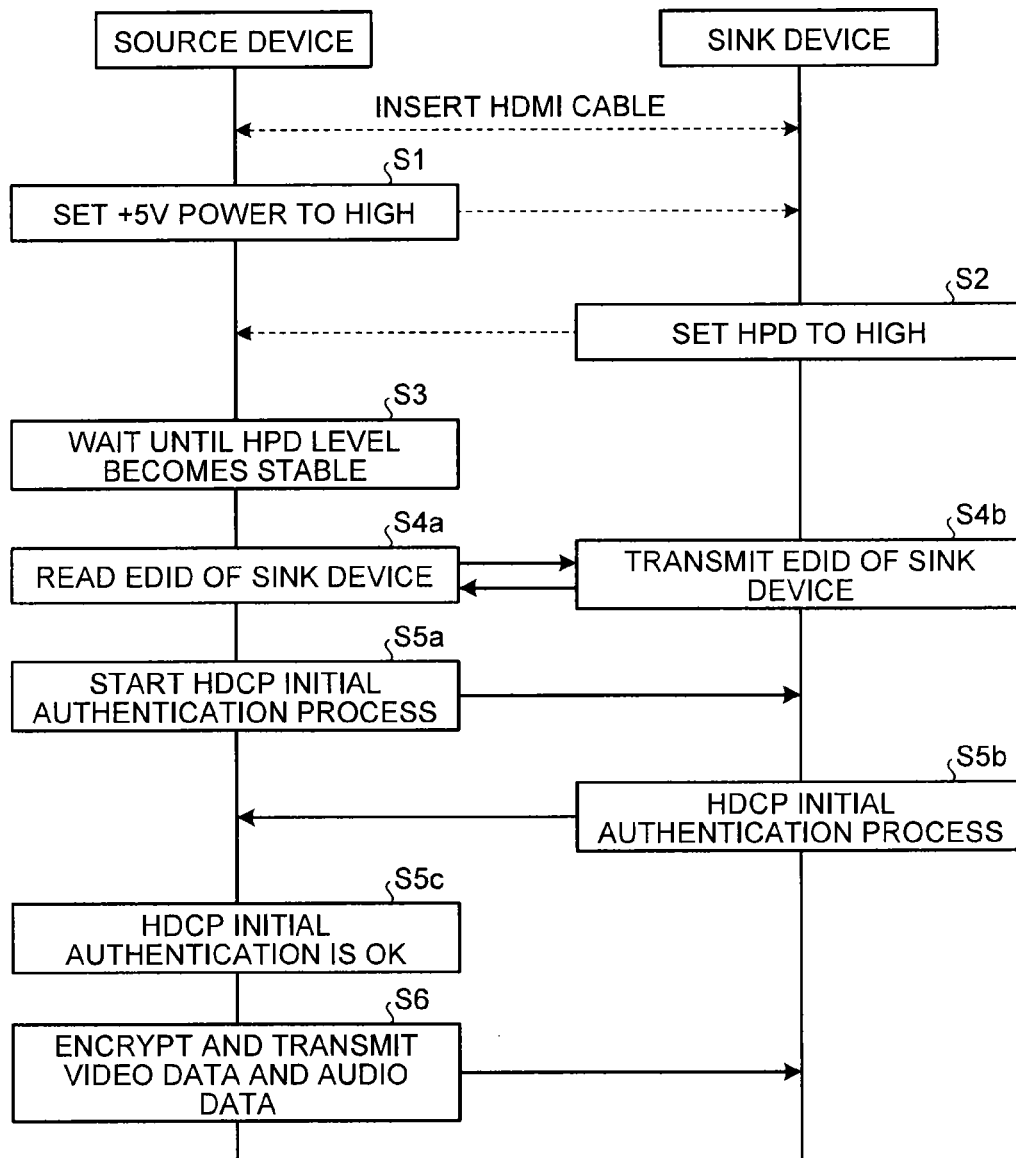 SOURCE DEVICE
SINK DEVICE
INSERT HDMI CABLE
S1
SET +5V POWER TO HIGH
S2
SET HPD TO HIGH
S3
WAIT UNTIL HPD LEVEL
BECOMES STABLE
S4a
READ EDID OF SINK DEVICE
S4b
TRANSMIT EDID OF SINK
DEVICE
S5a
START HDCP INITIAL
AUTHENTICATION PROCESS
S5b
HDCP INITIAL
AUTHENTICATION PROCESS
S5c
HDCP INITIAL
AUTHENTICATION IS OK
S6
ENCRYPT AND TRANSMIT
VIDEO DATA AND AUDIO
DATA